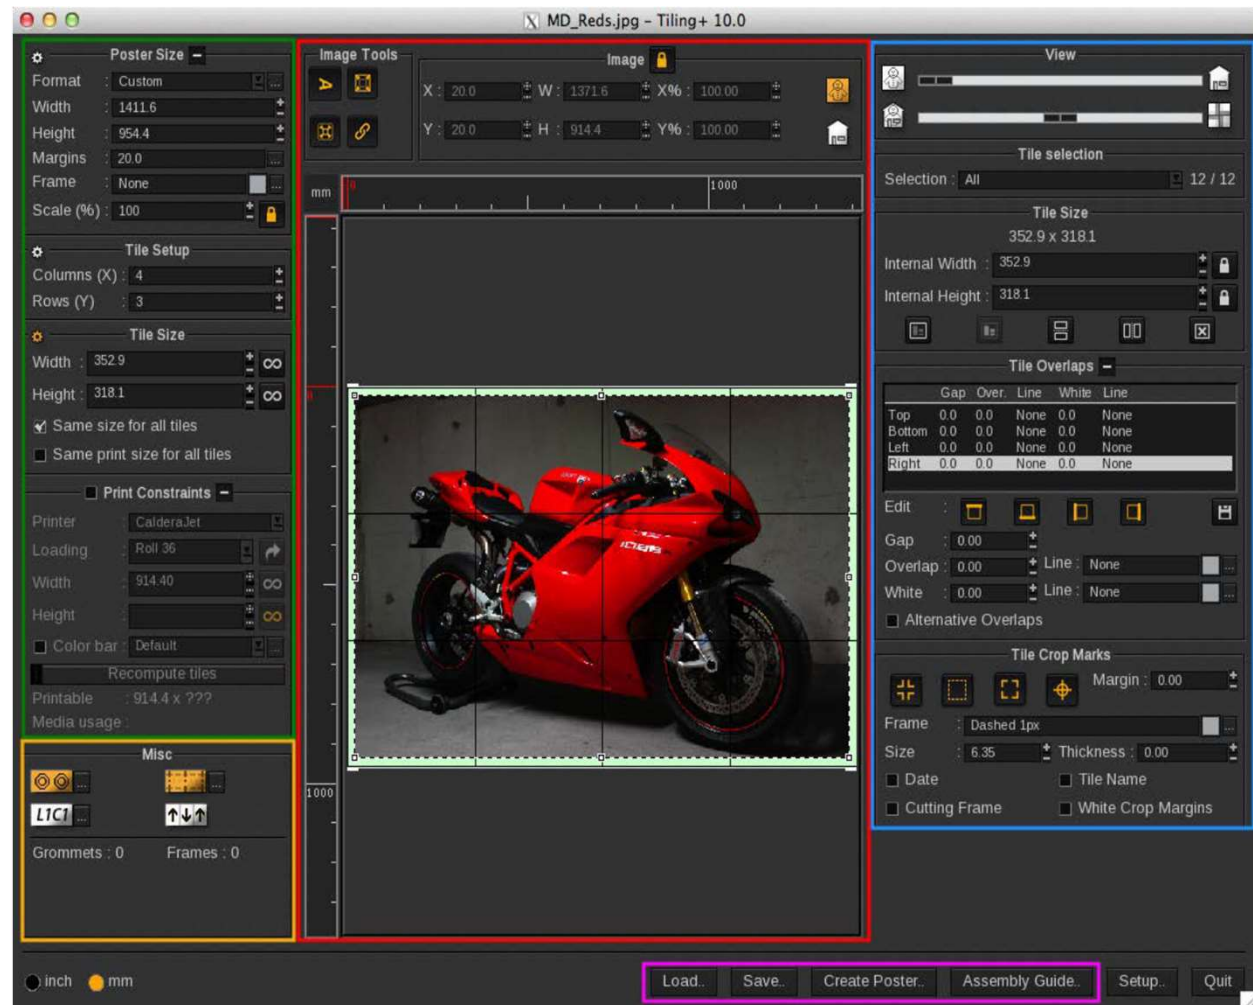 MD_Reds.jpg – Tiling+ 10.0
Poster Size
Format : Custom
Width : 1411.6
Height : 954.4
Margins : 20.0
Frame : None
Scale (%) : 100
Tile Setup
Columns (X) : 4
Rows (Y) : 3
Tile Size
Width : 352.9
Height : 318.1
Same size for all tiles
Same print size for all tiles
Print Constraints
Printer : CalderaJet
Loading : Roll 36
Width : 914.40
Height :
Color bar : Default
Recompute tiles
Printable : 914.4 x ???
Media usage :
Misc
L1C1
Grommets : 0 Frames : 0
Image Tools
Image
X : 20.0 W : 1371.6 X% : 100.00
Y : 20.0 H : 914.4 Y% : 100.00
mm
0 1000
0
1000
View
Tile selection
Selection : All 12 / 12
Tile Size
352.9 x 318.1
Internal Width : 352.9
Internal Height : 318.1
Tile Overlaps
Gap Over. Line White Line
Top 0.0 0.0 None 0.0 None
Bottom 0.0 0.0 None 0.0 None
Left 0.0 0.0 None 0.0 None
Right 0.0 0.0 None 0.0 None
Edit :
Gap : 0.00
Overlap : 0.00 Line : None
White : 0.00 Line : None
Alternative Overlaps
Tile Crop Marks
Margin : 0.00
Frame : Dashed 1px
Size : 6.35 Thickness : 0.00
Date Tile Name
Cutting Frame White Crop Margins
inch mm
Load.. Save.. Create Poster.. Assembly Guide.. Setup.. Quit